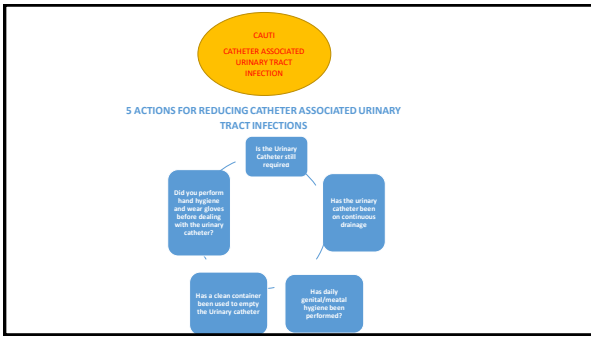 CAUTI
CATHETER ASSOCIATED
URINARY TRACT
INFECTION
5 ACTIONS FOR REDUCING CATHETER ASSOCIATED URINARY
TRACT INFECTIONS
Is the Urinary
Catheter still
required
Has the urinary
catheter been
on continuous
drainage
Has daily
genital/meatal
hygiene been
performed?
Has a clean container
been used to empty
the Urinary catheter
Did you perform
hand hygiene
and wear gloves
before dealing
with the urinary
catheter?